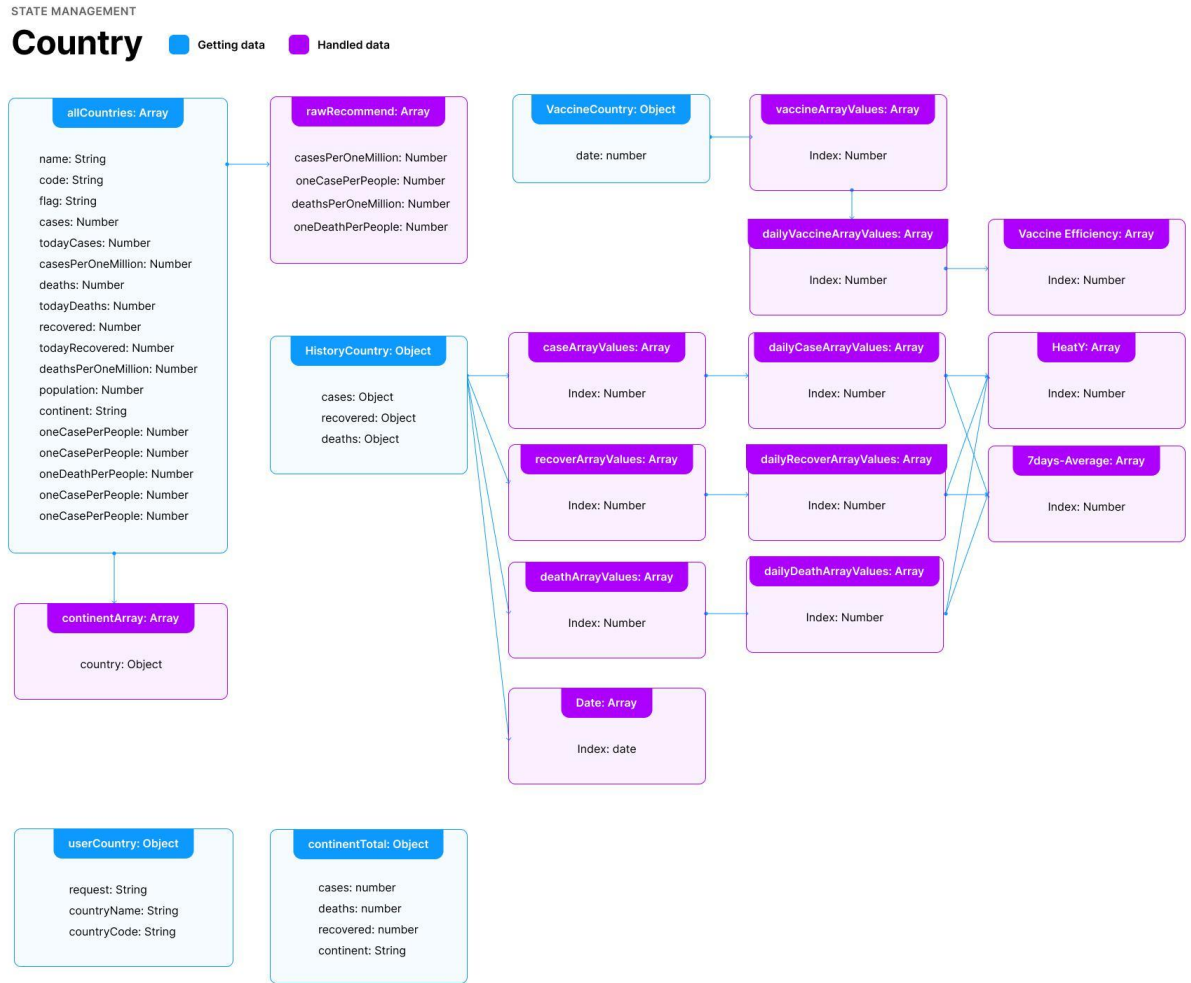 STATE MANAGEMENT
Country
Getting data
Handled data
allCountries: Array
name: String
code: String
flag: String
cases: Number
todayCases: Number
casesPerOneMillion: Number
deaths: Number
todayDeaths: Number
recovered: Number
todayRecovered: Number
deathsPerOneMillion: Number
population: Number
continent: String
oneCasePerPeople: Number
oneCasePerPeople: Number
oneDeathPerPeople: Number
oneCasePerPeople: Number
oneCasePerPeople: Number
rawRecommend: Array
casesPerOneMillion: Number
oneCasePerPeople: Number
deathsPerOneMillion: Number
oneDeathPerPeople: Number
VaccineCountry: Object
date: number
vaccineArrayValues: Array
Index: Number
dailyVaccineArrayValues: Array
Index: Number
Vaccine Efficiency: Array
Index: Number
HistoryCountry: Object
cases: Object
recovered: Object
deaths: Object
caseArrayValues: Array
Index: Number
dailyCaseArrayValues: Array
Index: Number
HeatY: Array
Index: Number
recoverArrayValues: Array
Index: Number
dailyRecoverArrayValues: Array
Index: Number
7days-Average: Array
Index: Number
deathArrayValues: Array
Index: Number
dailyDeathArrayValues: Array
Index: Number
continentArray: Array
country: Object
Date: Array
Index: date
userCountry: Object
request: String
countryName: String
countryCode: String
continentTotal: Object
cases: number
deaths: number
recovered: number
continent: String